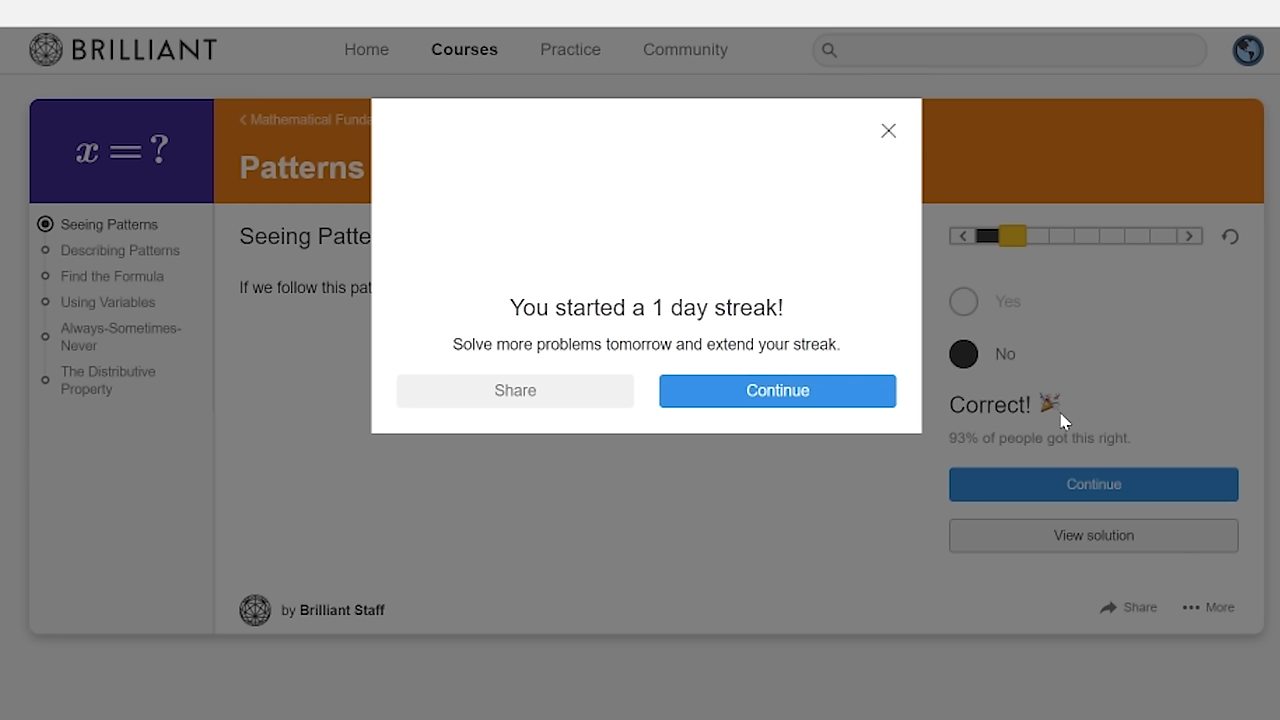 BRILLIANT
Home
Courses
Practice
Community
x = ?
Mathematical Funda
Patterns
Seeing Patterns
Describing Patterns
Find the Formula
Using Variables
Always-Sometimes-
Never
The Distributive
Property
Seeing Patte
If we follow this pat
You started a 1 day streak!
Solve more problems tomorrow and extend your streak.
Share
Continue
Yes
No
Correct!
93% of people got this right.
Continue
View solution
by Brilliant Staff
Share
More